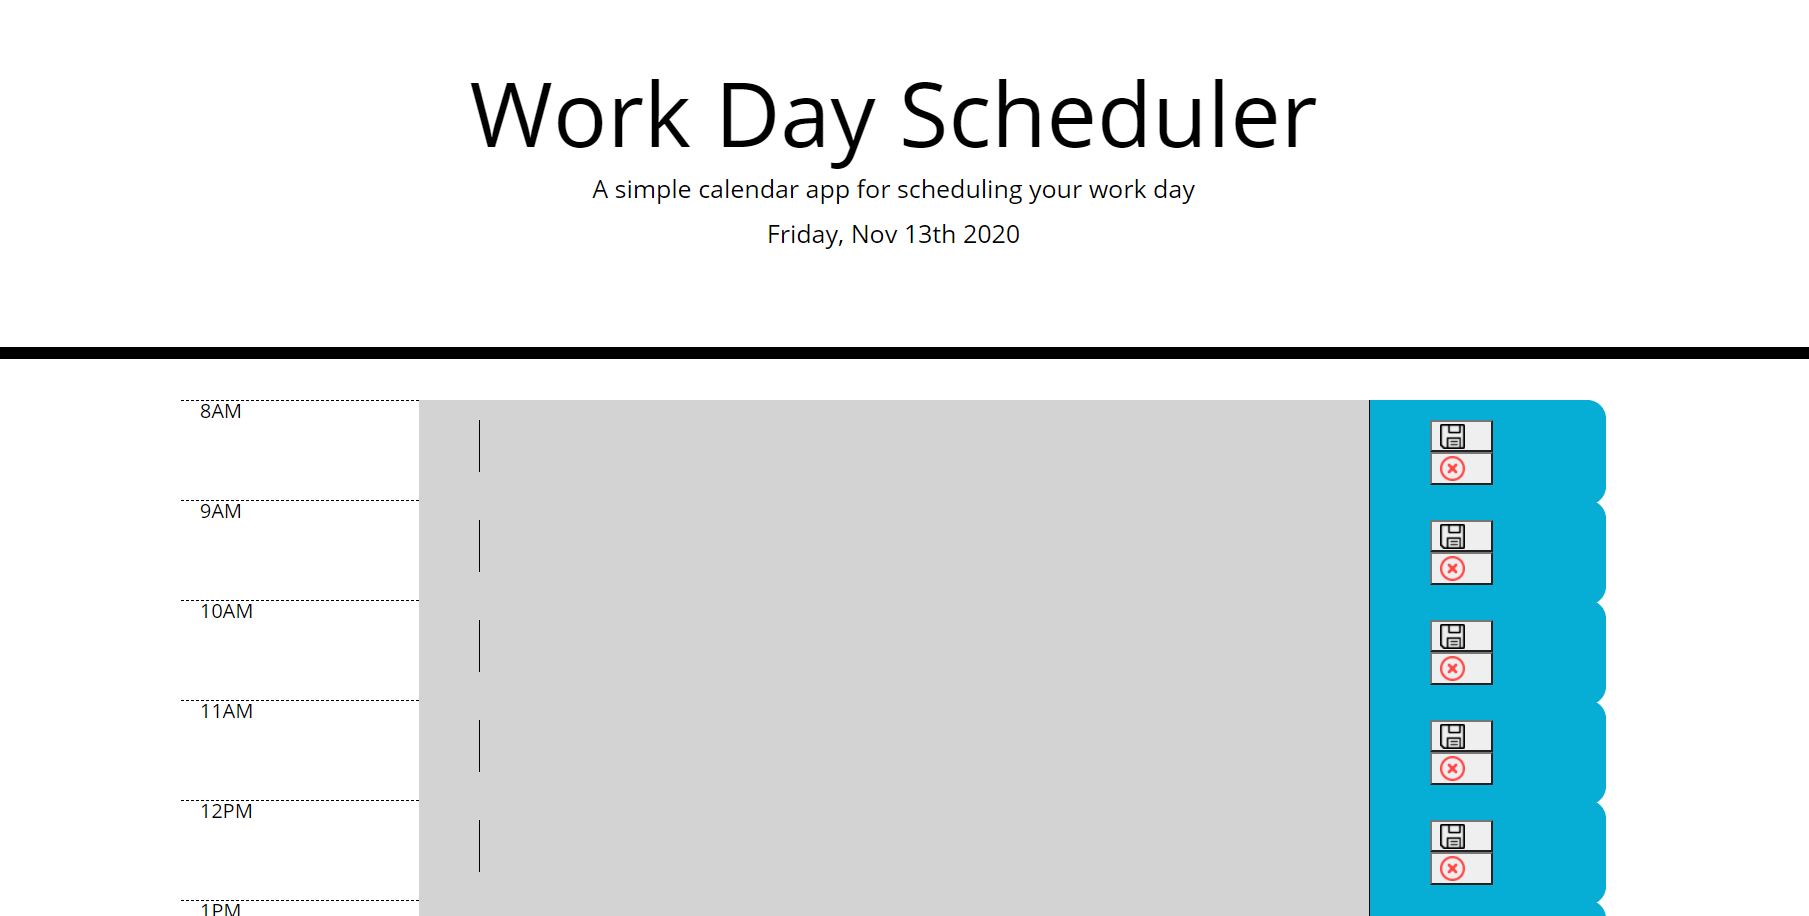 Work Day Scheduler
A simple calendar app for scheduling your work day
Friday, Nov 13th 2020
8AM
9AM
10AM
11AM
12PM
1PM